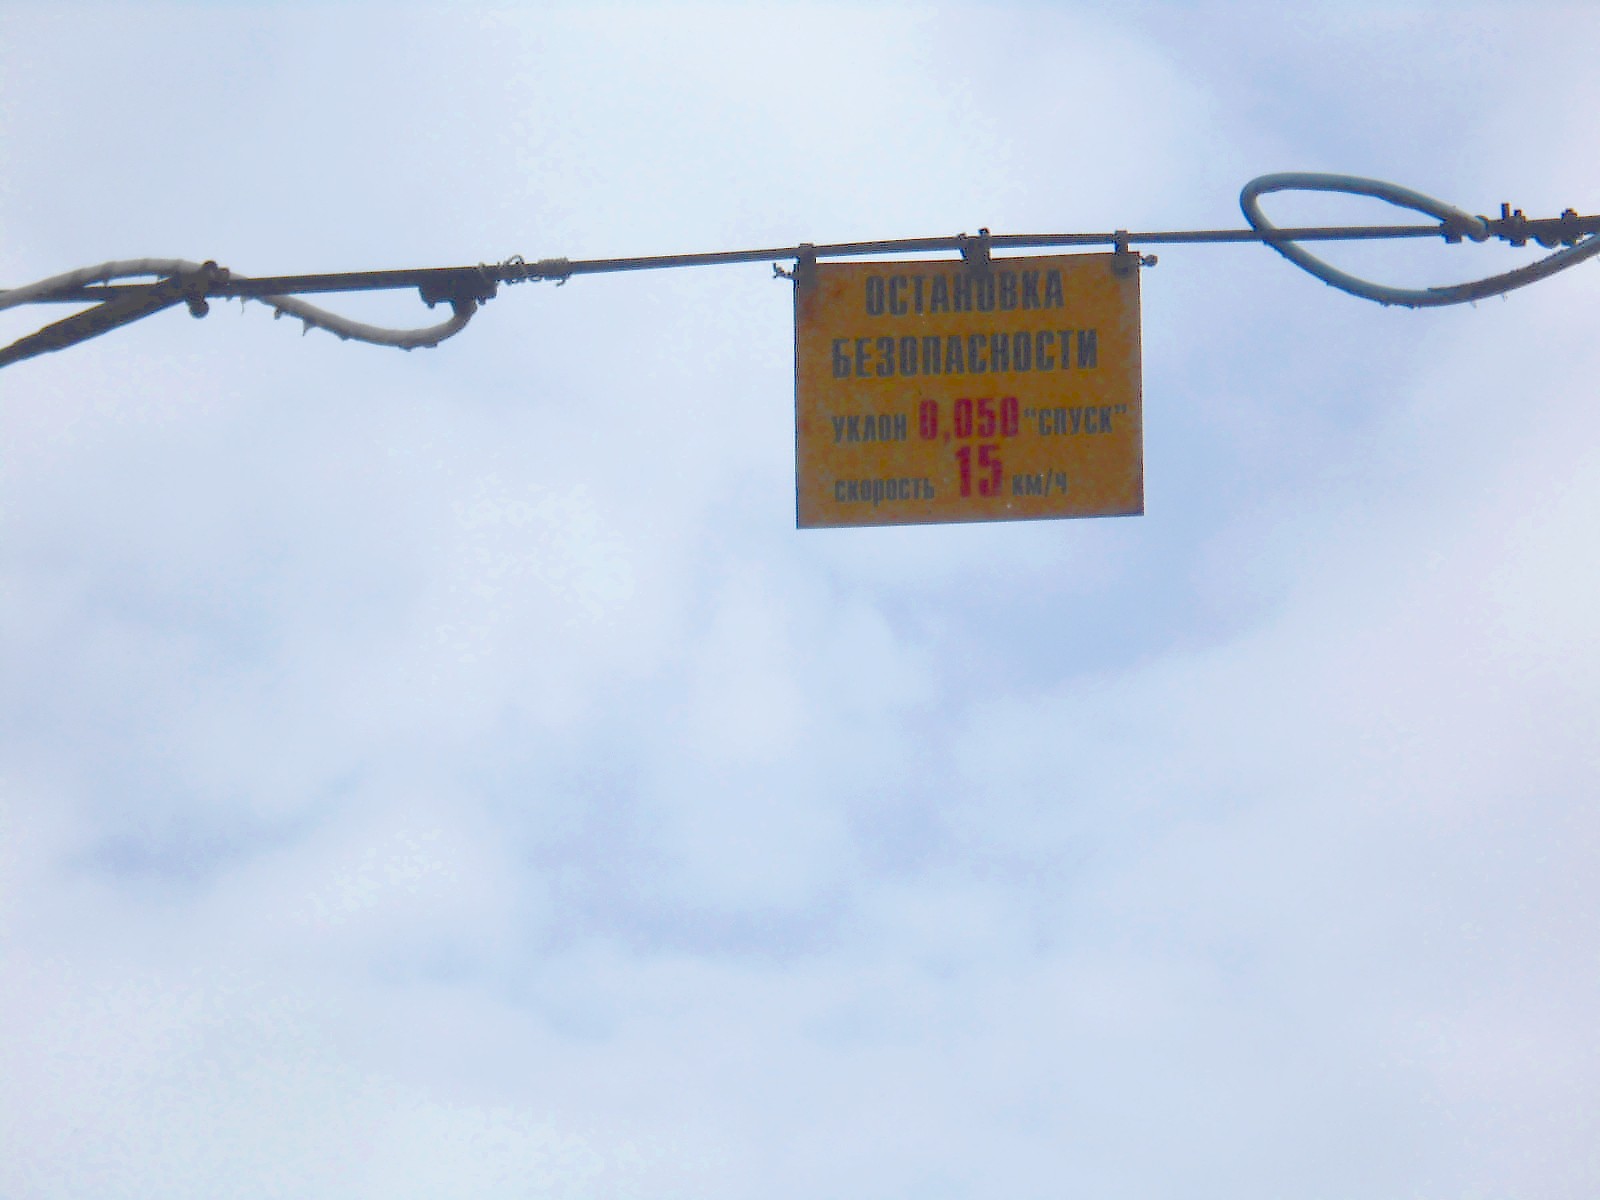 ОСТАНОВКА
БЕЗОПАСНОСТИ
УКЛОН 0,050 "СПУСК"
скорость 15 км/ч